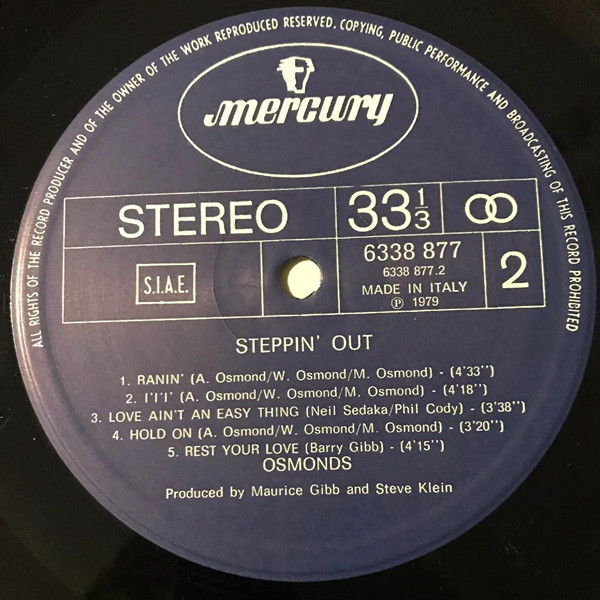 ALL RIGHTS OF THE RECORD PRODUCER AND OF THE OWNER OF THE WORK REPRODUCED RESERVED. COPYING, PUBLIC PERFORMANCE AND BROADCASTING OF THIS RECORD PROHIBITED
mercury
STEREO
33 1/3
S.I.A.E.
6338 877
6338 877.2
MADE IN ITALY
℗ 1979
2
STEPPIN' OUT
1. RANIN' (A. Osmond/W. Osmond/M. Osmond) - (4'33'')
2. I'I'I' (A. Osmond/W. Osmond/M. Osmond) - (4'18'')
3. LOVE AIN'T AN EASY THING (Neil Sedaka/Phil Cody) - (3'38'')
4. HOLD ON (A. Osmond/W. Osmond/M. Osmond) - (3'20'')
5. REST YOUR LOVE (Barry Gibb) - (4'15'')
OSMONDS
Produced by Maurice Gibb and Steve Klein